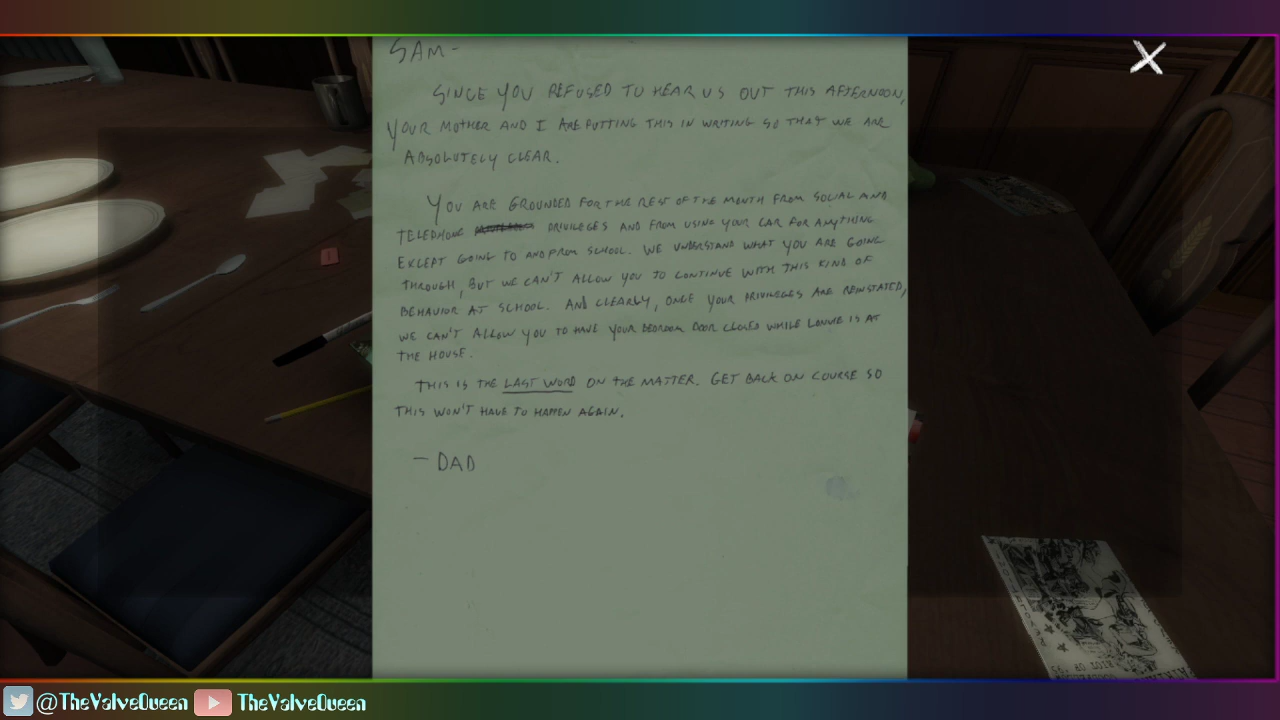 SAM-
SINCE YOU REFUSED TO HEAR US OUT THIS AFTERNOON,
YOUR MOTHER AND I ARE PUTTING THIS IN WRITING SO THAT WE ARE
ABSOLUTELY CLEAR.
YOU ARE GROUNDED FOR THE REST OF THE MONTH FROM SOCIAL AND
TELEPHONE PRIVILEGES AND FROM USING YOUR CAR FOR ANYTHING
EXCEPT GOING TO AND FROM SCHOOL. WE UNDERSTAND WHAT YOU ARE GOING
THROUGH, BUT WE CAN'T ALLOW YOU TO CONTINUE WITH THIS KIND OF
BEHAVIOR AT SCHOOL. AND CLEARLY, ONCE YOUR PRIVILEGES ARE REINSTATED,
WE CAN'T ALLOW YOU TO HAVE YOUR BEDROOM DOOR CLOSED WHILE LONNIE IS AT
THE HOUSE.
THIS IS THE LAST WORD ON THE MATTER. GET BACK ON COURSE SO
THIS WON'T HAVE TO HAPPEN AGAIN.
- DAD
@TheValveQueen TheValveQueen